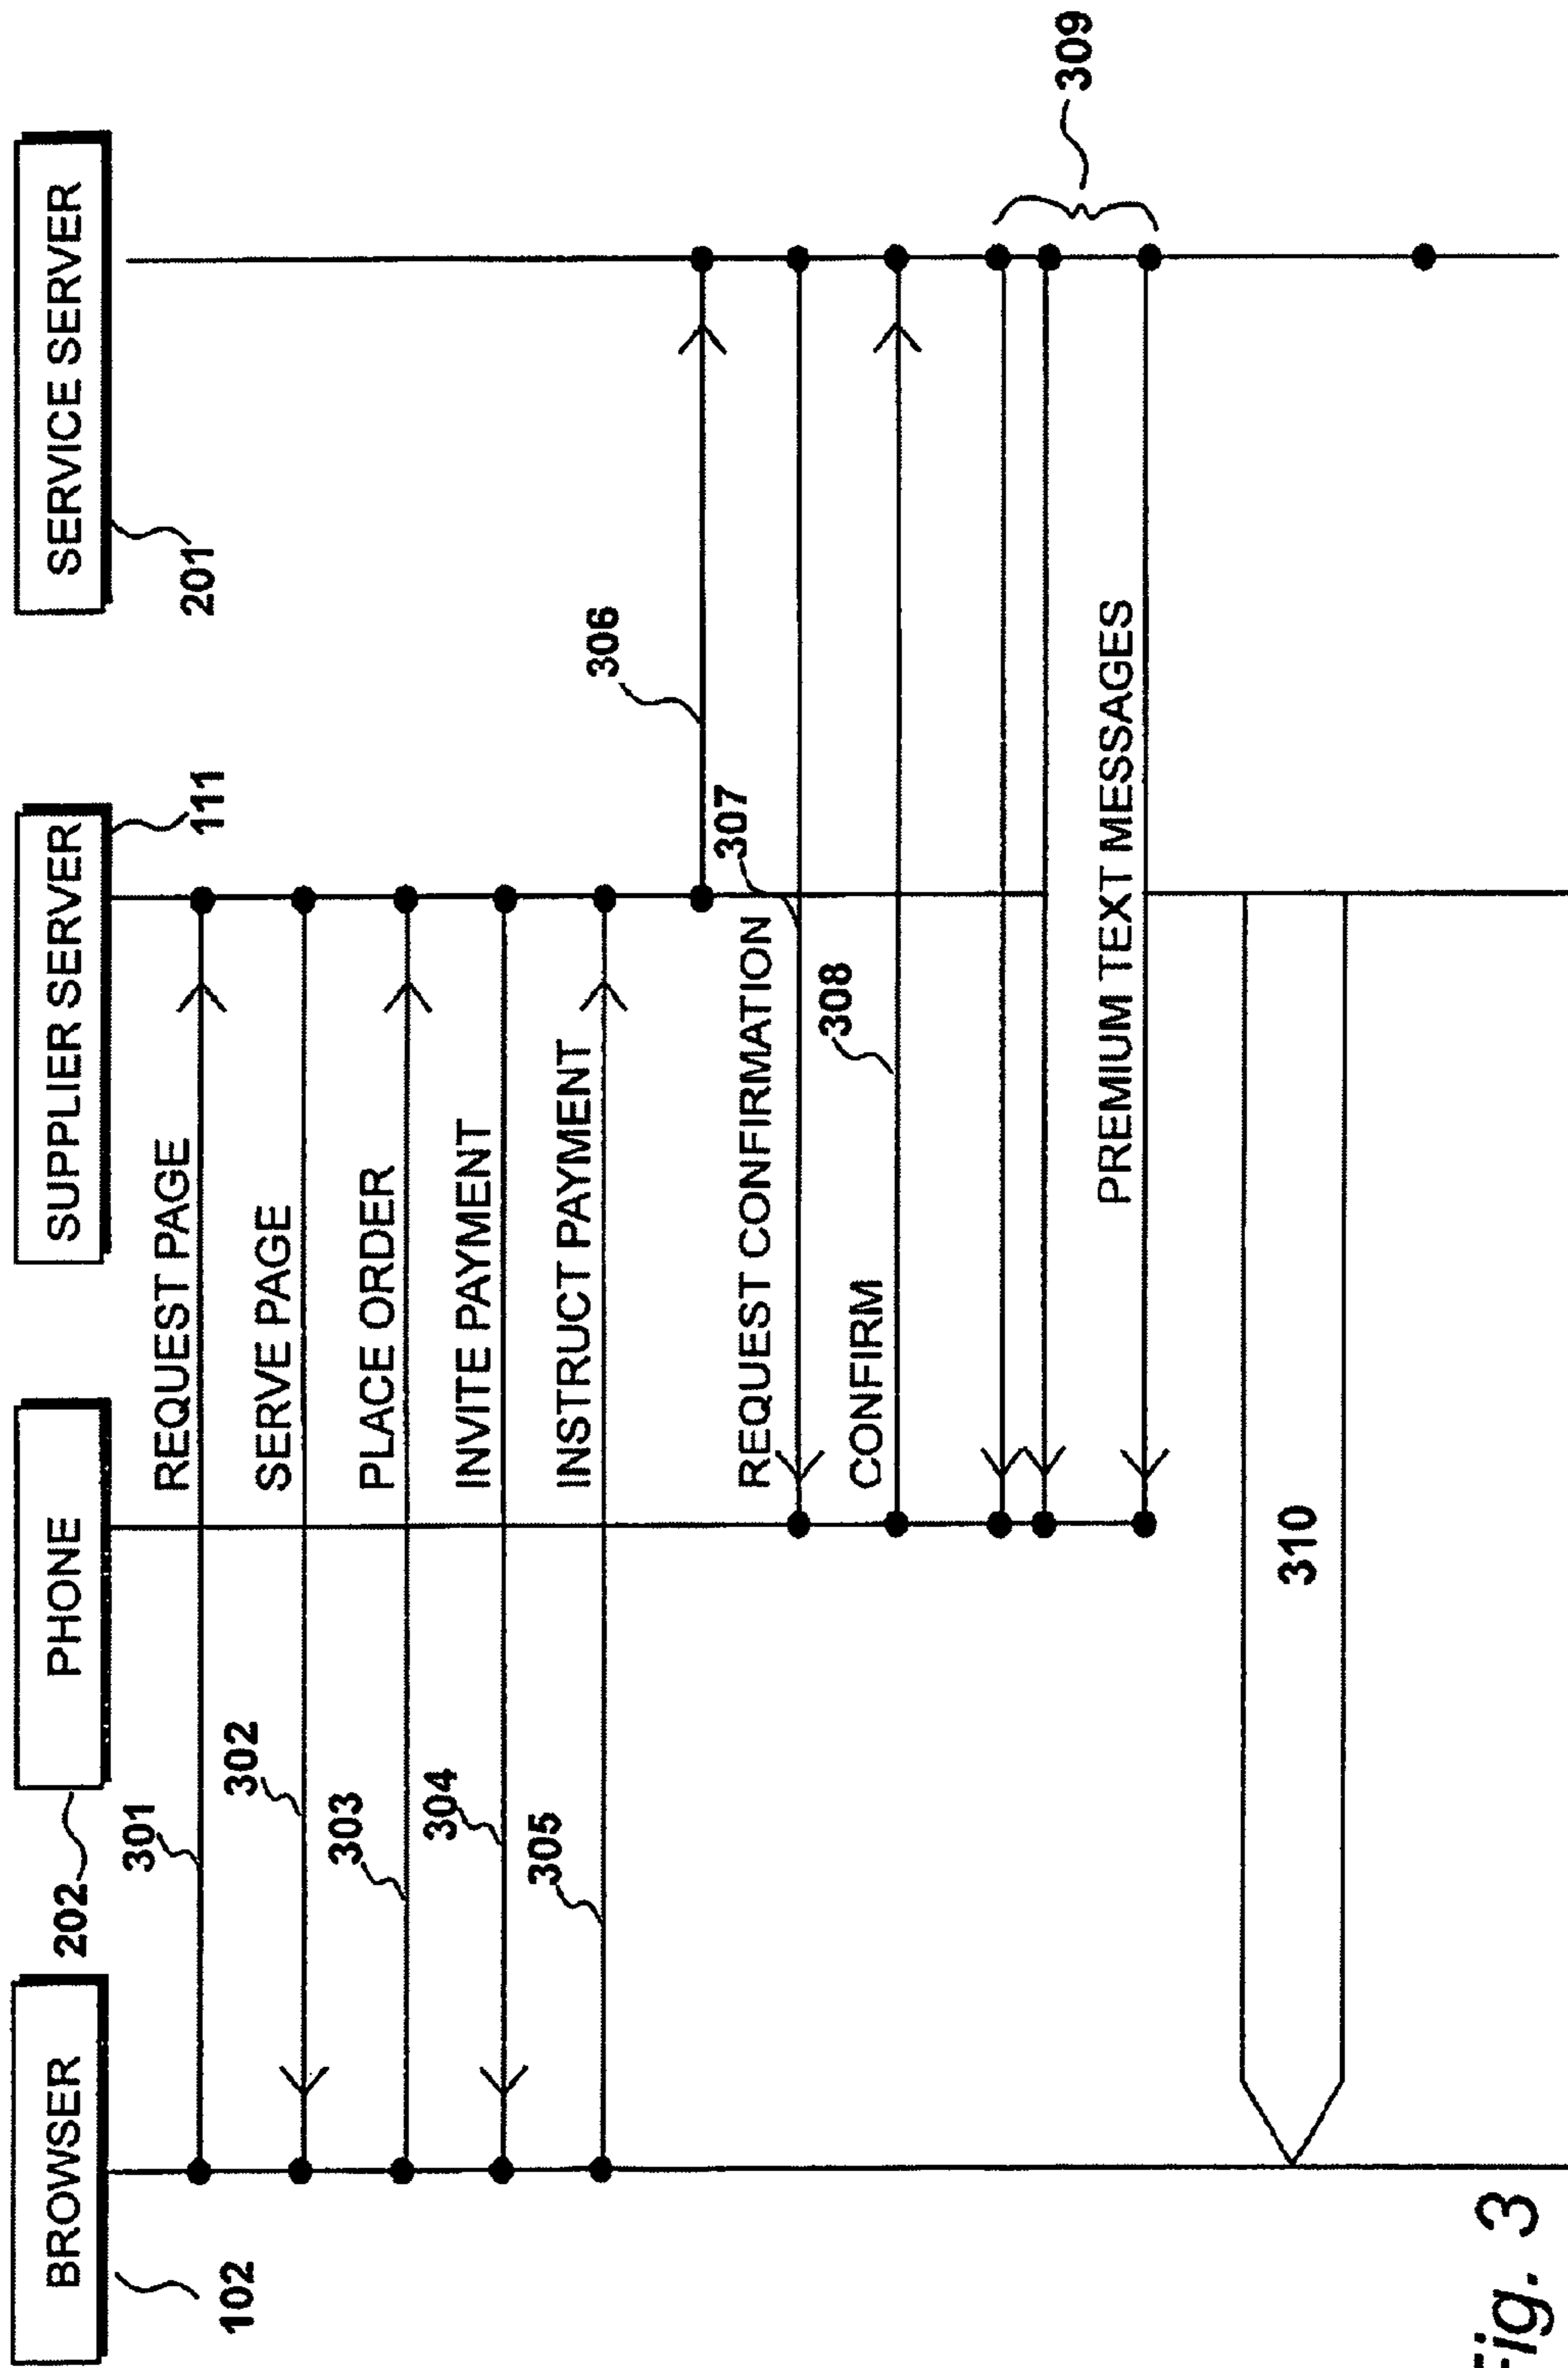 BROWSER
PHONE
SUPPLIER SERVER
SERVICE SERVER
102
202
111
201
301
REQUEST PAGE
302
SERVE PAGE
303
PLACE ORDER
304
INVITE PAYMENT
305
INSTRUCT PAYMENT
306
307
REQUEST CONFIRMATION
308
CONFIRM
309
PREMIUM TEXT MESSAGES
310
Fig. 3